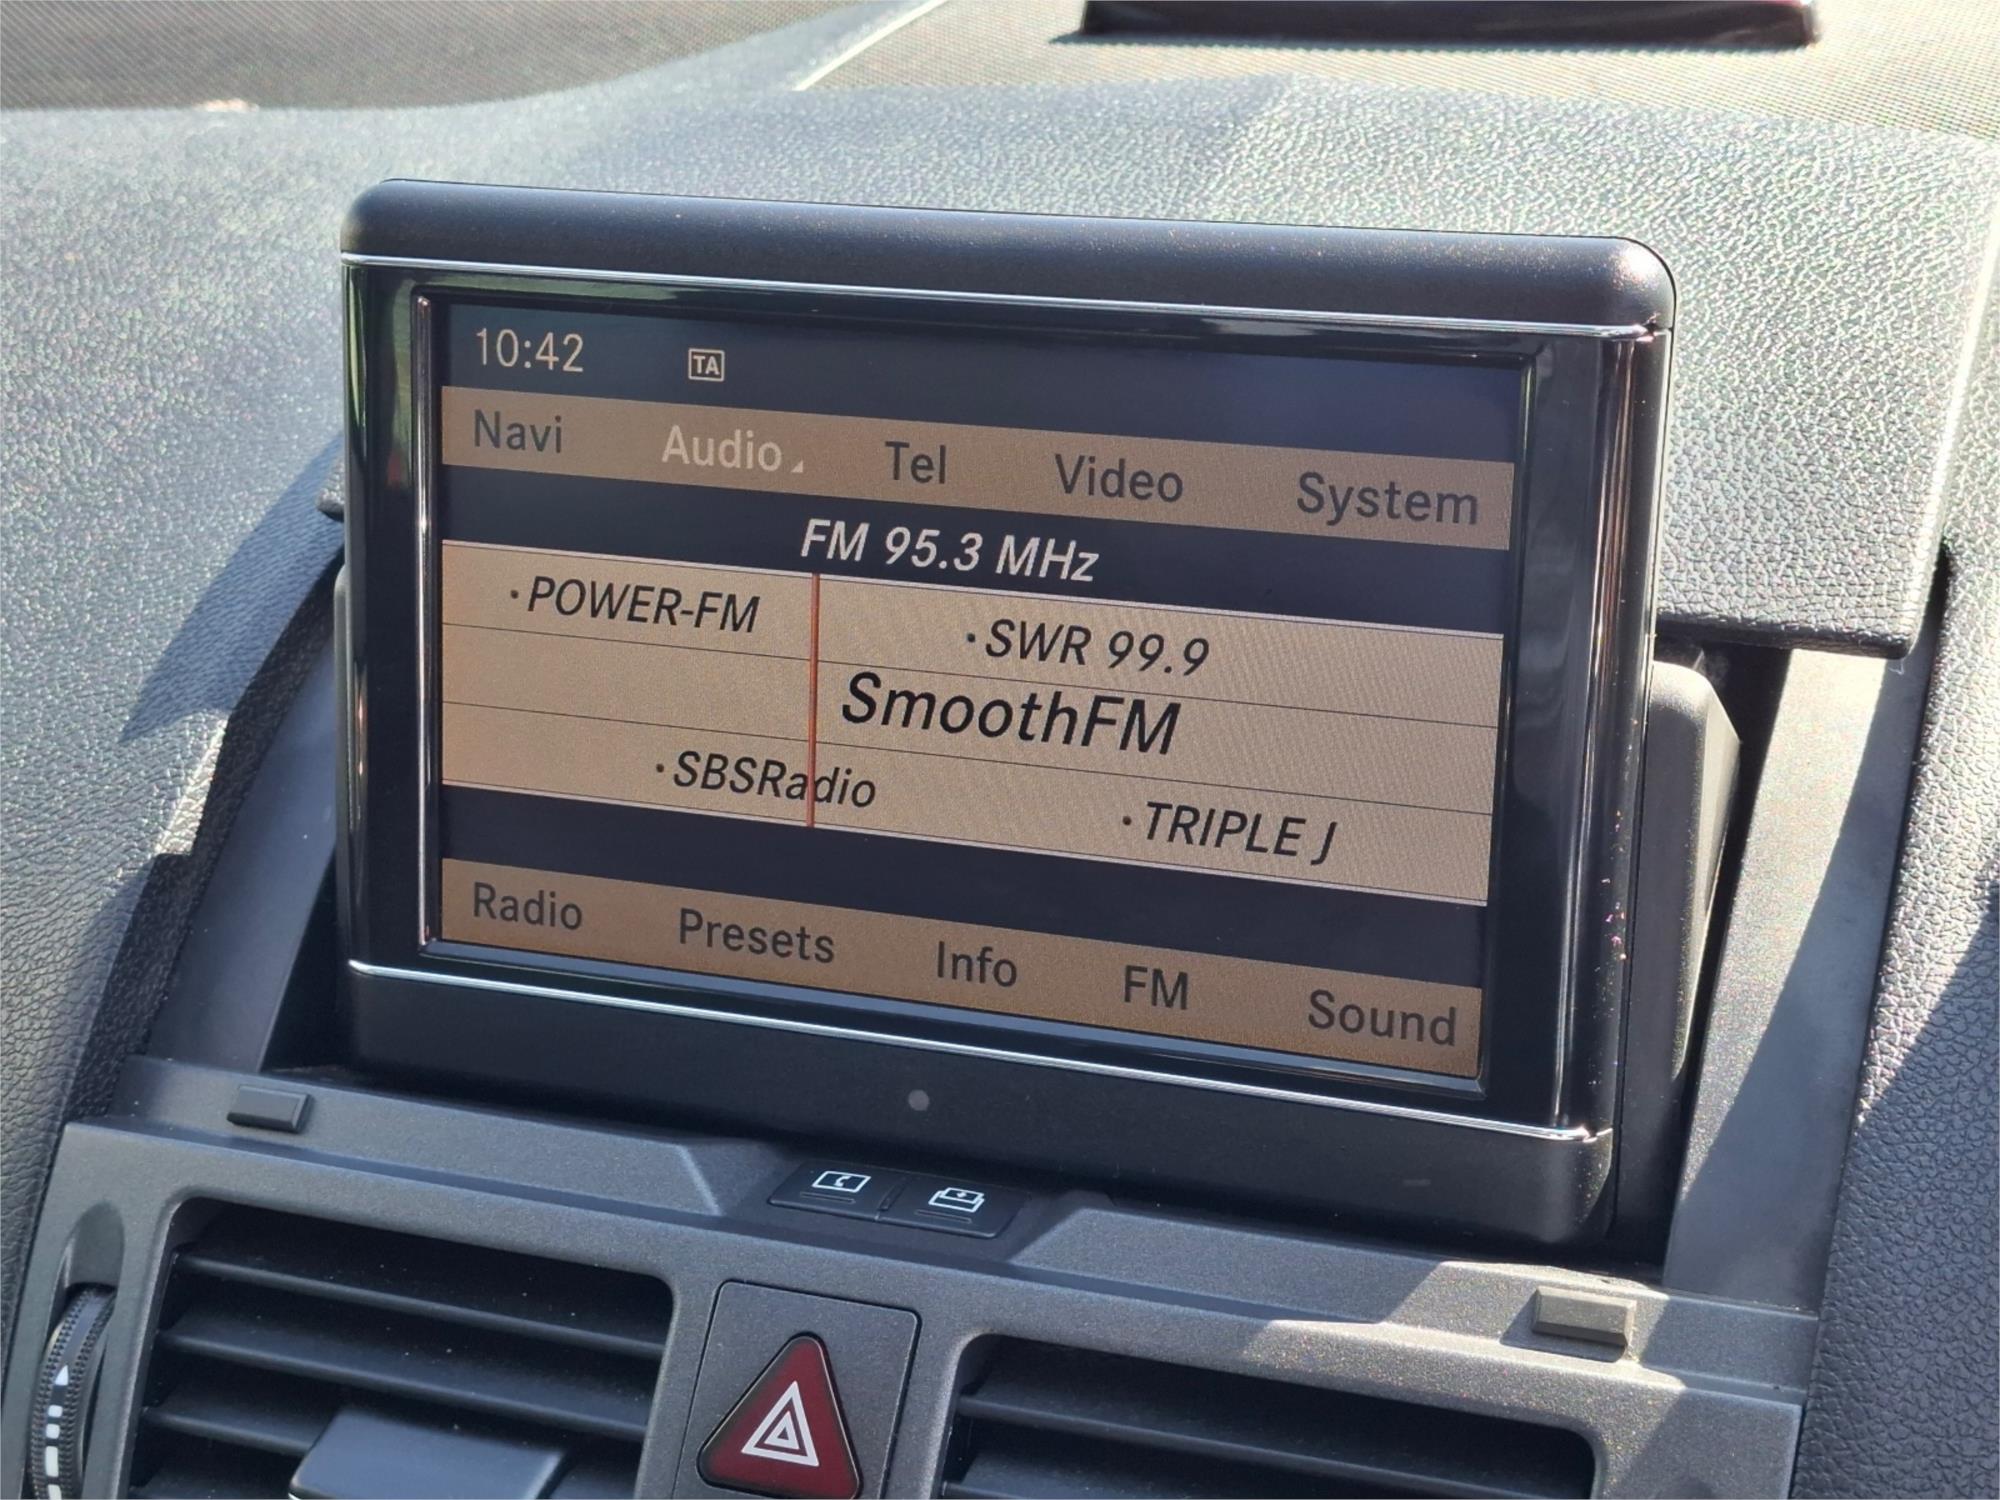 10:42 TA
Navi Audio Tel Video System
FM 95.3 MHz
·POWER-FM ·SWR 99.9
SmoothFM
·SBSRadio ·TRIPLE J
Radio Presets Info FM Sound